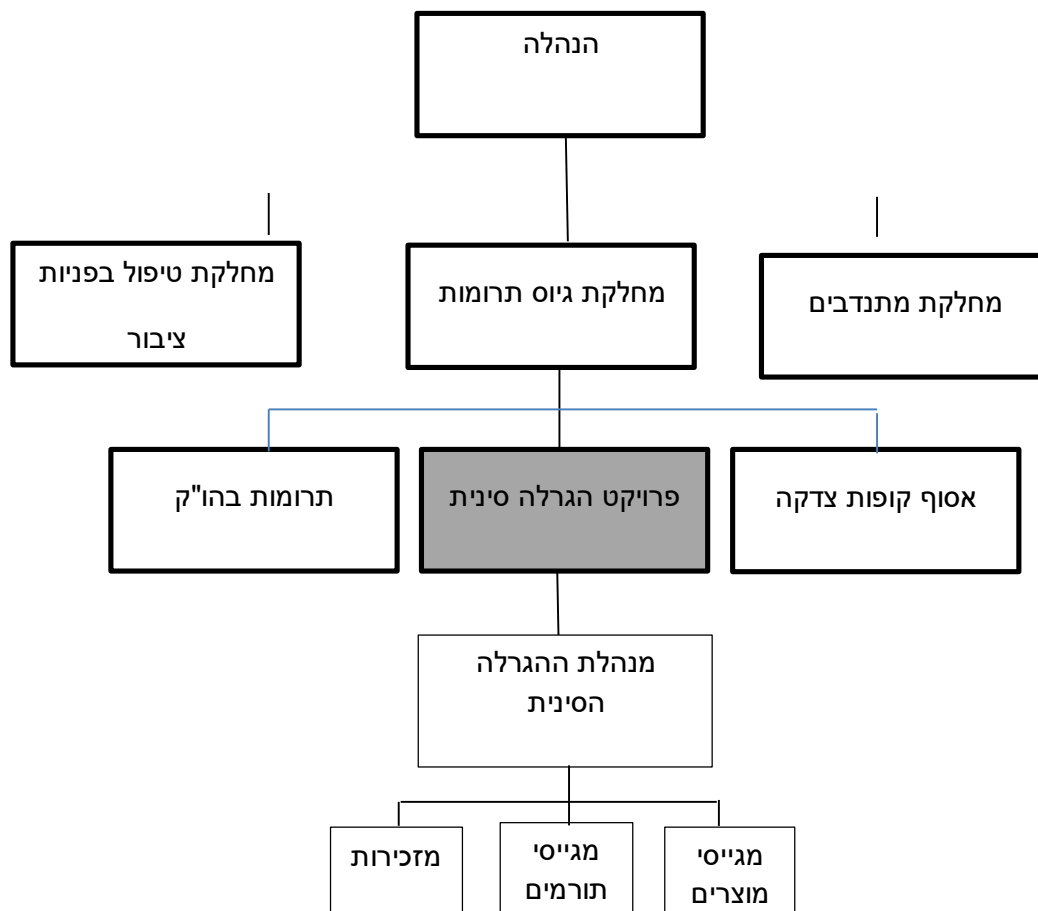 הנהלה
מחלקת מתנדבים
מחלקת גיוס תרומות
מחלקת טיפול בפניות
ציבור
אסוף קופות צדקה
פרויקט הגרלה סינית
תרומות בהו"ק
מנהלת ההגרלה
הסינית
מגייסי
מוצרים
מגייסי
תורמים
מזכירות